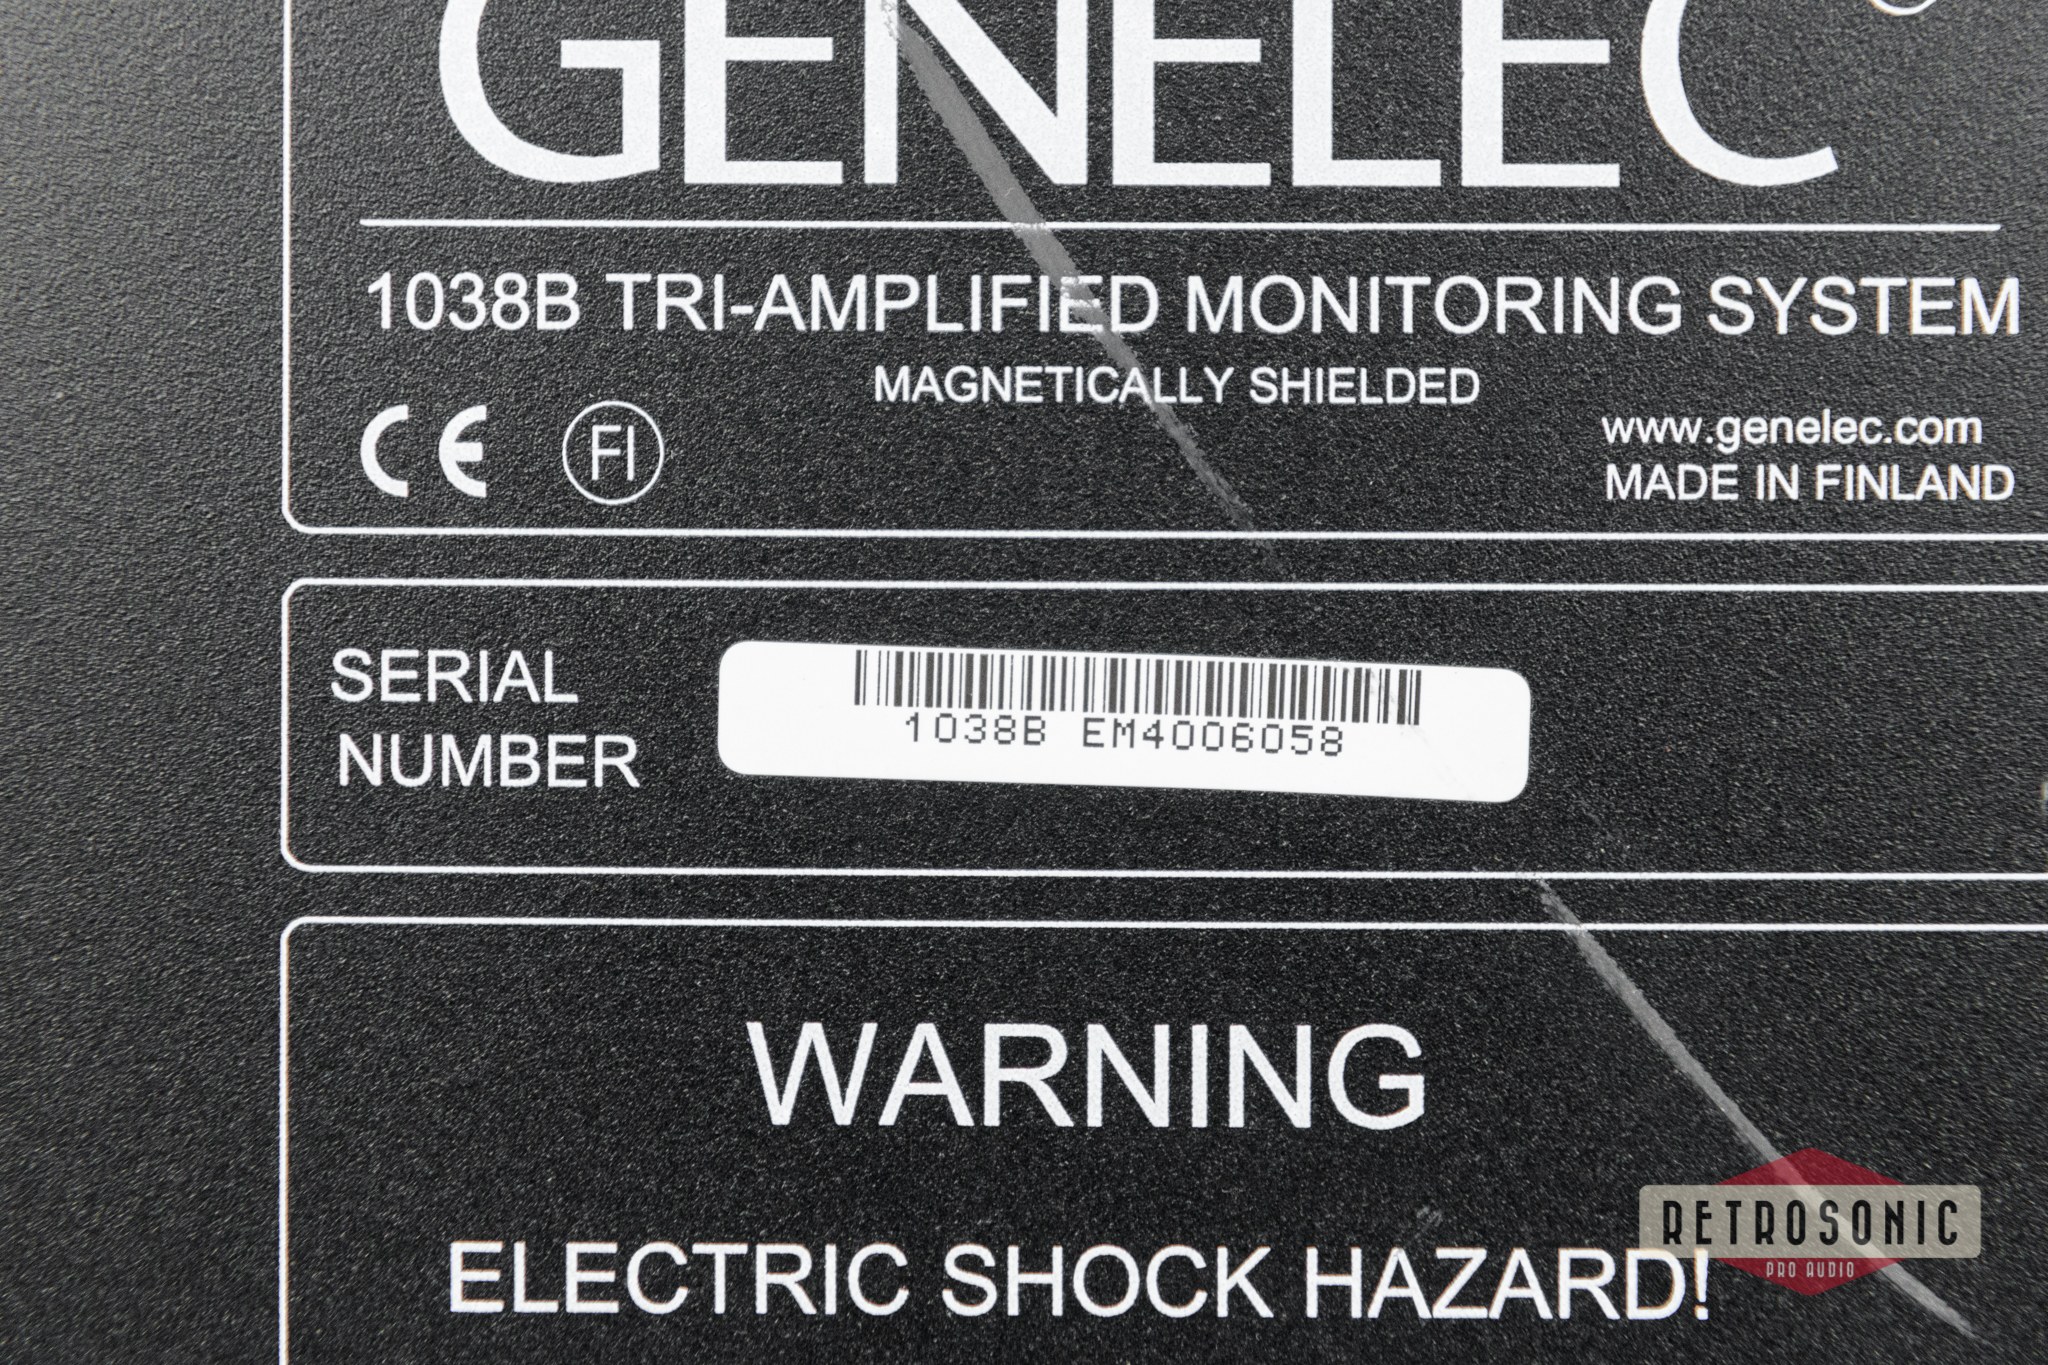 GENELEC®
1038B TRI-AMPLIFIED MONITORING SYSTEM
MAGNETICALLY SHIELDED
CE FI
www.genelec.com
MADE IN FINLAND
SERIAL
NUMBER
1038B EM4006058
WARNING
ELECTRIC SHOCK HAZARD!
RETROSONIC
PRO AUDIO